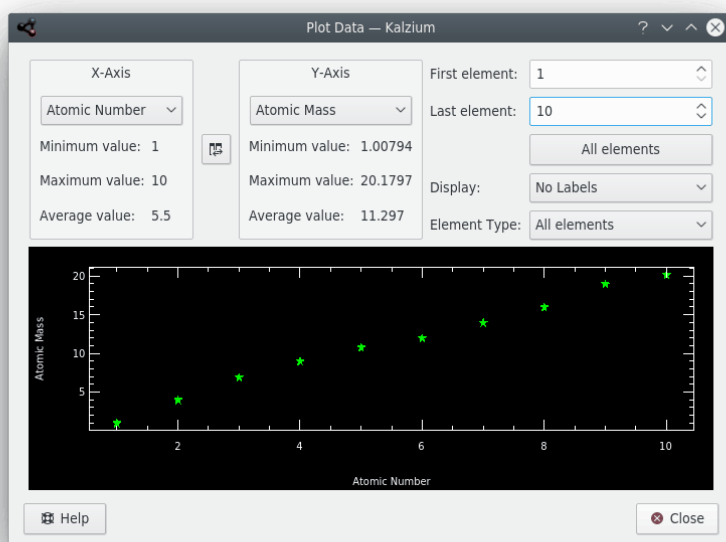 Plot Data — Kalzium
X-Axis
Atomic Number
Minimum value: 1
Maximum value: 10
Average value: 5.5
Y-Axis
Atomic Mass
Minimum value: 1.00794
Maximum value: 20.1797
Average value: 11.297
First element: 1
Last element: 10
All elements
Display: No Labels
Element Type: All elements
Atomic Mass
20
15
10
5
2 4 6 8 10
Atomic Number
Help
Close